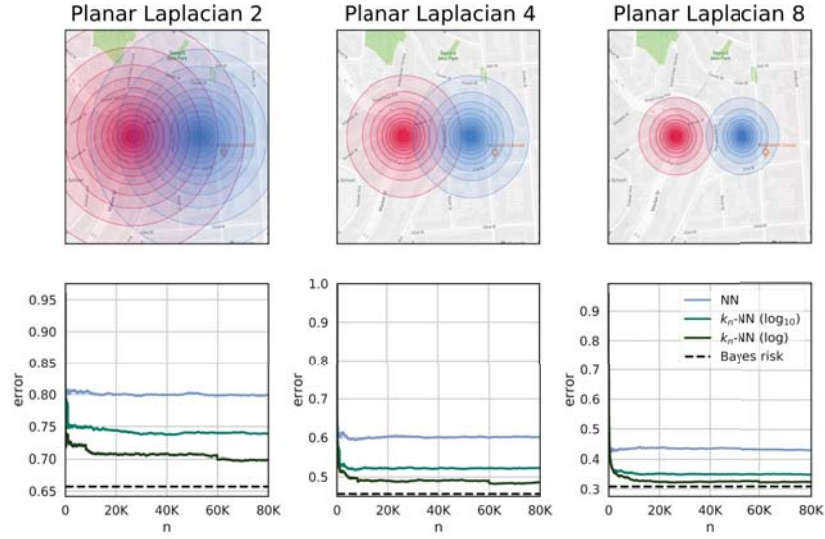 Planar Laplacian 2
Planar Laplacian 4
Planar Laplacian 8
error
0.95
0.90
0.85
0.80
0.75
0.70
0.65
0
20K
40K
60K
80K
n
error
1.0
0.9
0.8
0.7
0.6
0.5
0
20K
40K
60K
80K
n
error
0.9
0.8
0.7
0.6
0.5
0.4
0.3
0
20K
40K
60K
80K
n
NN
kₙ-NN (log₁₀)
kₙ-NN (log)
Bayes risk